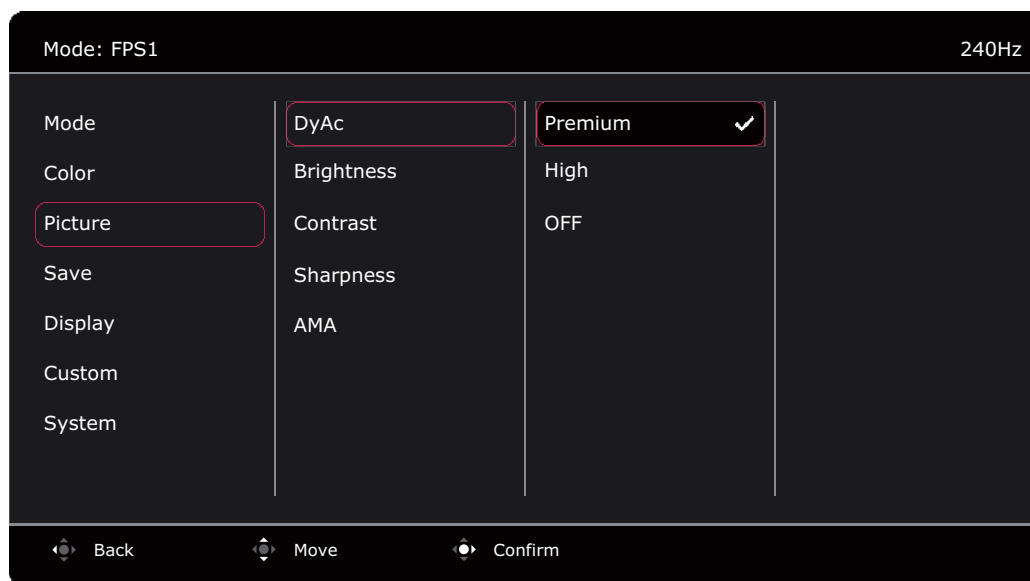 Mode: FPS1 240Hz
Mode
Color
Picture
Save
Display
Custom
System
DyAc
Brightness
Contrast
Sharpness
AMA
Premium
High
OFF
Back Move Confirm